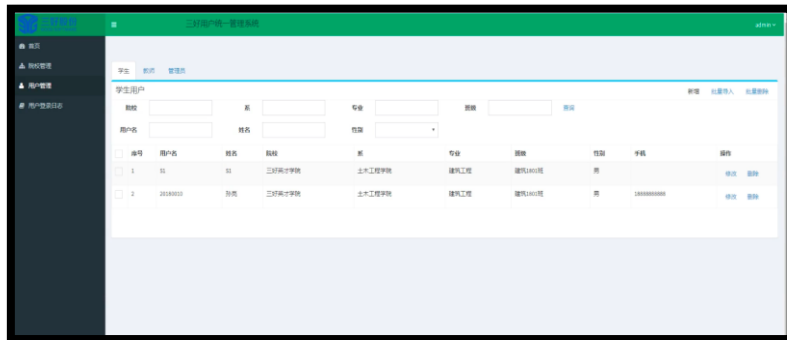 三好股份
三好用户统一管理系统
admin
首页
院校管理
用户管理
用户登录日志
学生 教师 管理员
学生用户
新增 批量导入 批量删除
院校 系 专业 班级 查询
用户名 姓名 性别
序号 用户名 姓名 院校 系 专业 班级 性别 手机 操作
1 S1 S1 三好英才学院 土木工程学院 建筑工程 建筑1801班 男 修改 删除
2 三好英才学院 土木工程学院 建筑工程 建筑1801班 男 修改 删除